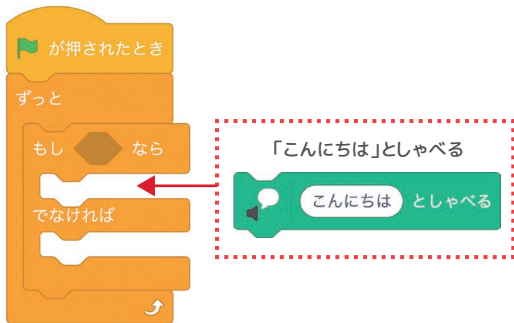 が押されたとき
ずっと
もし なら
でなければ
「こんにちは」としゃべる
こんにちは としゃべる